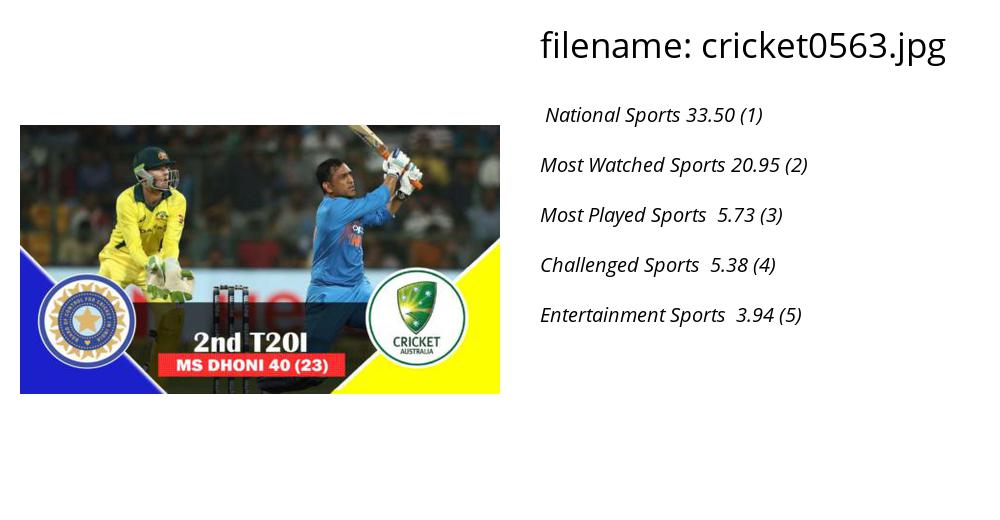 filename: cricket0563.jpg
National Sports 33.50 (1)
Most Watched Sports 20.95 (2)
Most Played Sports 5.73 (3)
Challenged Sports 5.38 (4)
Entertainment Sports 3.94 (5)
CRICKET
AUSTRALIA
2nd T20I
MS DHONI 40 (23)